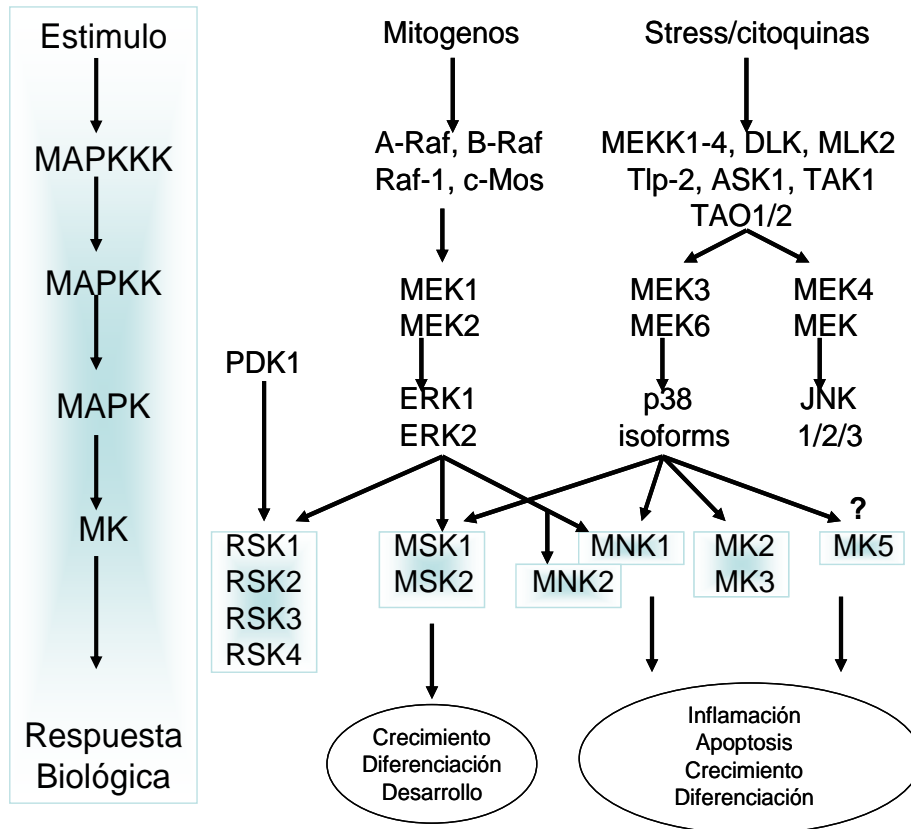 Estimulo
MAPKKK
MAPKK
MAPK
MK
Respuesta
Biológica
Mitogenos
A-Raf, B-Raf
Raf-1, c-Mos
MEK1
MEK2
PDK1
ERK1
ERK2
Stress/citoquinas
MEKK1-4, DLK, MLK2
Tlp-2, ASK1, TAK1
TAO1/2
MEK3
MEK6
MEK4
MEK
p38
isoforms
JNK
1/2/3
RSK1
RSK2
RSK3
RSK4
MSK1
MSK2
MNK2
MNK1
MK2
MK3
?
MK5
Crecimiento
Diferenciación
Desarrollo
Inflamación
Apoptosis
Crecimiento
Diferenciación